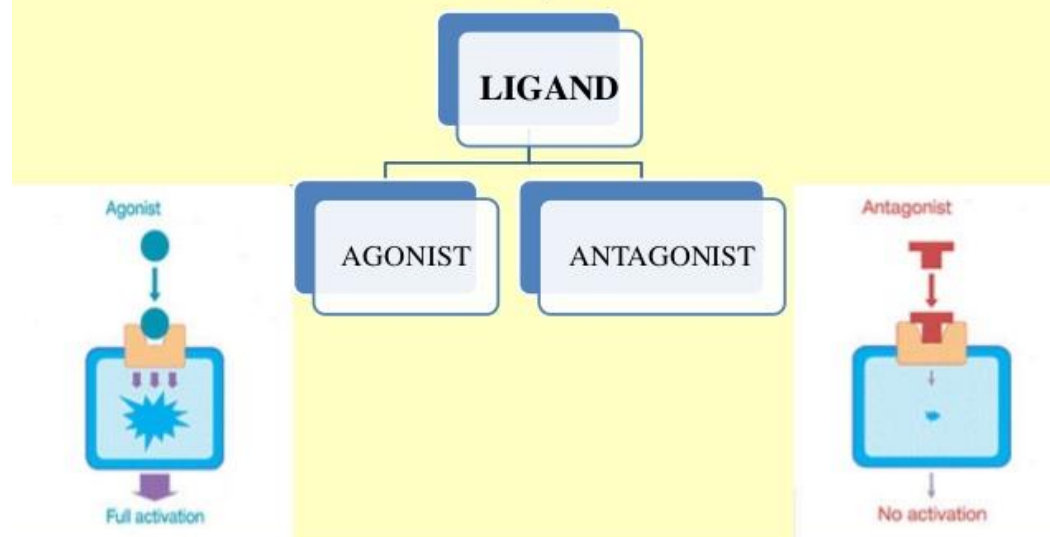 LIGAND
AGONIST
ANTAGONIST
Agonist
Full activation
Antagonist
No activation